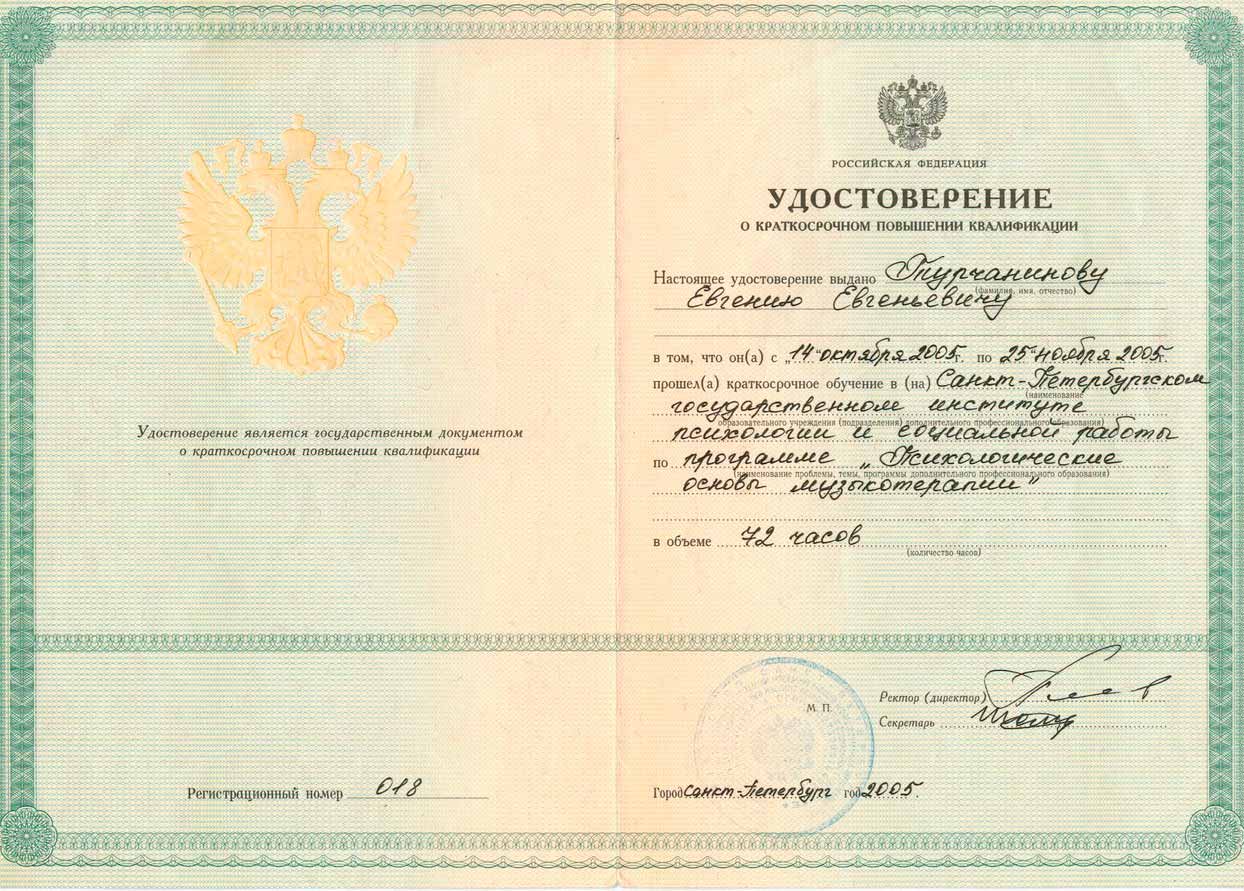 Удостоверение является государственным документом
о краткосрочном повышении квалификации
Регистрационный номер 018
РОССИЙСКАЯ ФЕДЕРАЦИЯ
УДОСТОВЕРЕНИЕ
О КРАТКОСРОЧНОМ ПОВЫШЕНИИ КВАЛИФИКАЦИИ
Настоящее удостоверение выдано Турчанинову
(фамилия, имя, отчество)
Евгению Евгеньевичу
в том, что он(а) с „14“ октября 2005 г. по 25“ ноября 2005 г.
прошел(а) краткосрочное обучение в (на) Санкт-Петербургском
(наименование
государственном институте
образовательного учреждения (подразделения) дополнительного профессионального образования)
психологии и социальной работы
по программе „Психологические
(наименование проблемы, темы, программы дополнительного профессионального образования)
основы музыкотерапии"
в объеме 72 часов
(количество часов)
М. П.
Ректор (директор)
Секретарь
Город Санкт-Петербург год 2005.